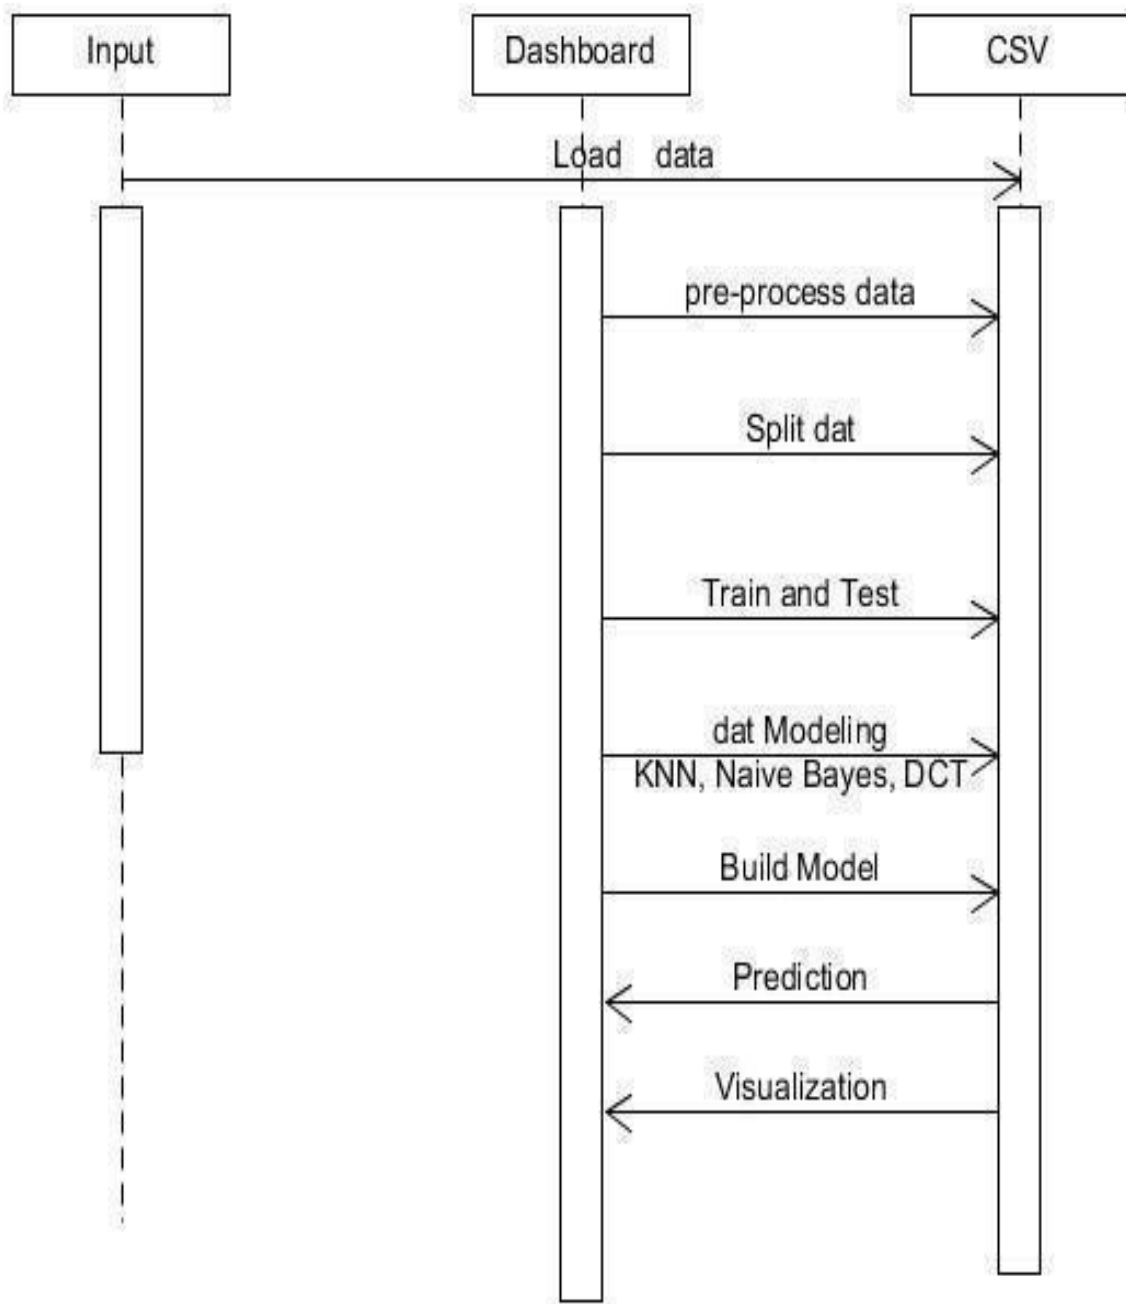 Input
Dashboard
CSV
Load data
pre-process data
Split dat
Train and Test
dat Modeling
KNN, Naive Bayes, DCT
Build Model
Prediction
Visualization